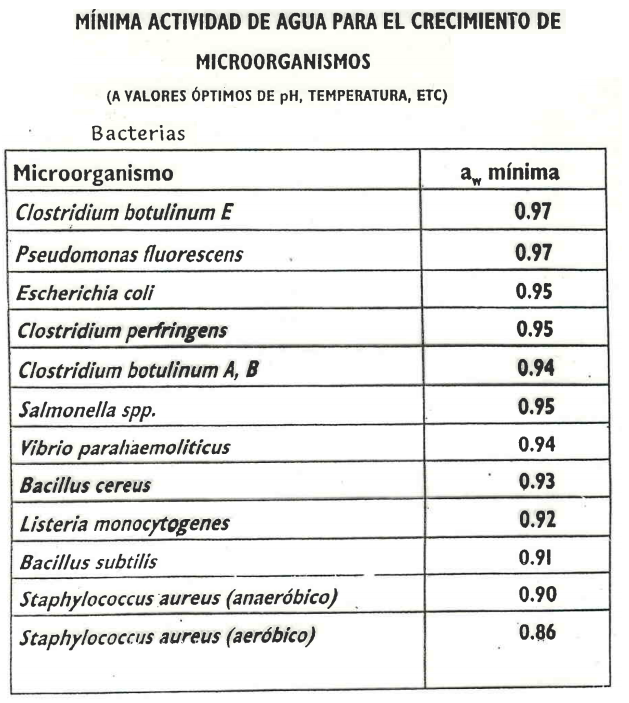 MÍNIMA ACTIVIDAD DE AGUA PARA EL CRECIMIENTO DE
MICROORGANISMOS
(A VALORES ÓPTIMOS DE pH, TEMPERATURA, ETC)
Bacterias
Microorganismo aw mínima
Clostridium botulinum E 0.97
Pseudomonas fluorescens 0.97
Escherichia coli 0.95
Clostridium perfringens 0.95
Clostridium botulinum A, B 0.94
Salmonella spp. 0.95
Vibrio parahaemoliticus 0.94
Bacillus cereus 0.93
Listeria monocytogenes 0.92
Bacillus subtilis 0.91
Staphylococcus aureus (anaeróbico) 0.90
Staphylococcus aureus (aeróbico) 0.86